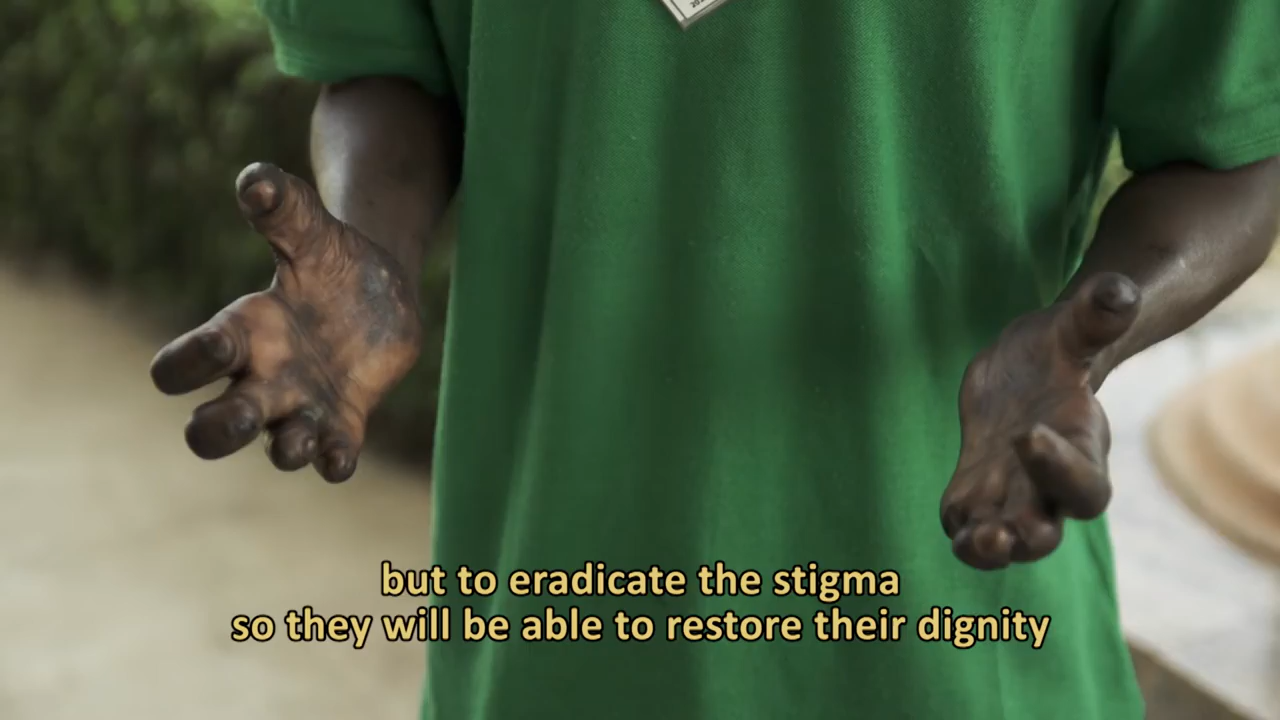 but to eradicate the stigma
so they will be able to restore their dignity